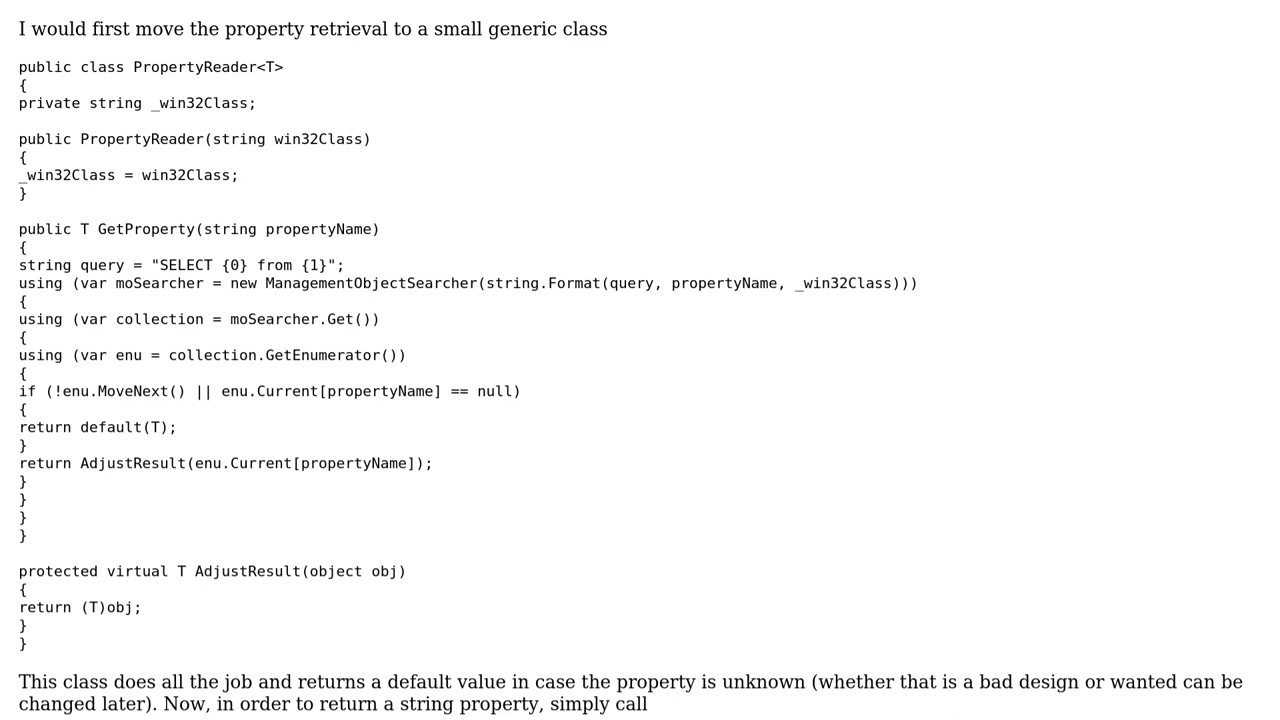 I would first move the property retrieval to a small generic class
public class PropertyReader<T>
{
private string _win32Class;
public PropertyReader(string win32Class)
{
_win32Class = win32Class;
}
public T GetProperty(string propertyName)
{
string query = "SELECT {0} from {1}";
using (var moSearcher = new ManagementObjectSearcher(string.Format(query, propertyName, _win32Class)))
{
using (var collection = moSearcher.Get())
{
using (var enu = collection.GetEnumerator())
{
if (!enu.MoveNext() || enu.Current[propertyName] == null)
{
return default(T);
}
return AdjustResult(enu.Current[propertyName]);
}
}
}
}
protected virtual T AdjustResult(object obj)
{
return (T)obj;
}
}
This class does all the job and returns a default value in case the property is unknown (whether that is a bad design or wanted can be
changed later). Now, in order to return a string property, simply call